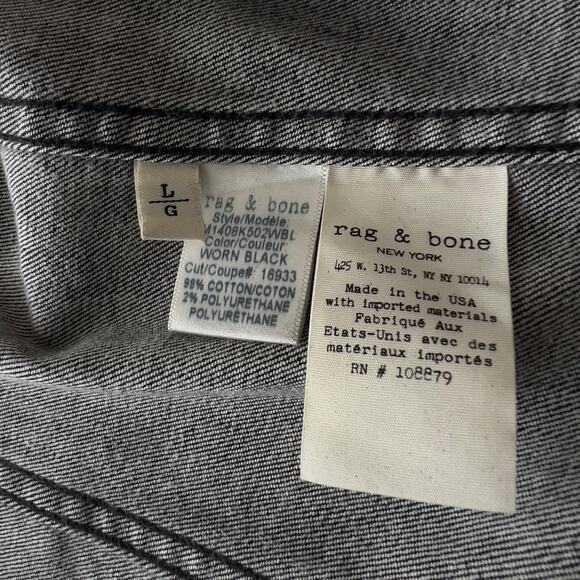 L
G
rag & bone
Style/Modèle:
M1408K502WBL
Color/Couleur:
WORN BLACK
Cut/Coupe#: 16933
98% COTTON/COTON
2% POLYURETHANE
POLYURÉTHANE
rag & bone
NEW YORK
425 W. 13th St, NY NY 10014
Made in the USA
with imported materials
Fabriqué Aux
Etats-Unis avec des
matériaux importés
RN # 108879